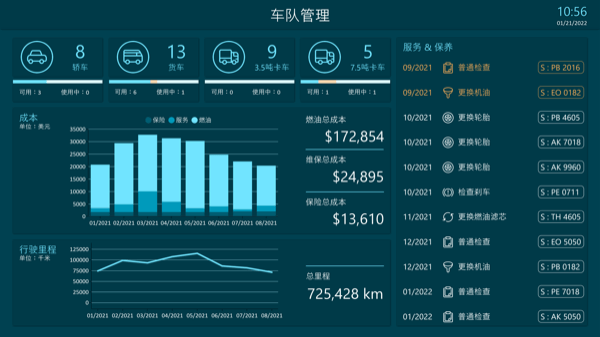 车队管理
10:56
01/21/2022
8
轿车
可用：3
使用中：0
13
货车
可用：6
使用中：1
9
3.5吨卡车
可用：0
使用中：0
5
7.5吨卡车
可用：1
使用中：1
成本
单位：美元
保险 服务 燃油
35000
30000
25000
20000
15000
10000
5000
0
01/2021 02/2021 03/2021 04/2021 05/2021 06/2021 07/2021 08/2021
燃油总成本
$172,854
维保总成本
$24,895
保险总成本
$13,610
行驶里程
单位：千米
125000
100000
75000
50000
25000
0
01/2021 02/2021 03/2021 04/2021 05/2021 06/2021 07/2021 08/2021
总里程
725,428 km
服务 & 保养
09/2021 普通检查 S : PB 2016
09/2021 更换机油 S : EO 0182
10/2021 更换轮胎 S : PB 4605
10/2021 更换轮胎 S : AK 7018
10/2021 更换轮胎 S : AK 9960
10/2021 检查刹车 S : PE 0711
11/2021 更换燃油滤芯 S : TH 4605
12/2021 普通检查 S : EO 5050
12/2021 更换机油 S : PB 0182
01/2022 普通检查 S : PE 7018
01/2022 普通检查 S : AK 5050